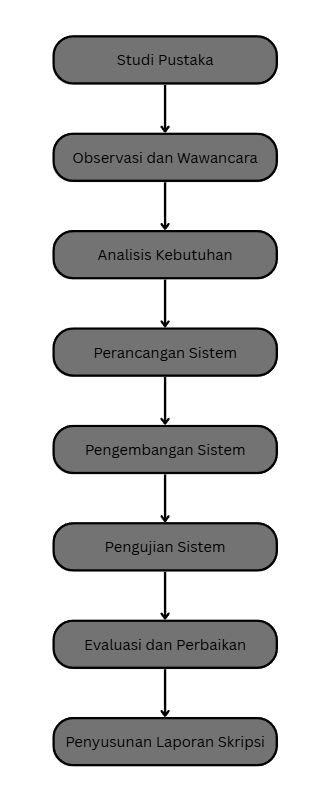 Studi Pustaka
Observasi dan Wawancara
Analisis Kebutuhan
Perancangan Sistem
Pengembangan Sistem
Pengujian Sistem
Evaluasi dan Perbaikan
Penyusunan Laporan Skripsi